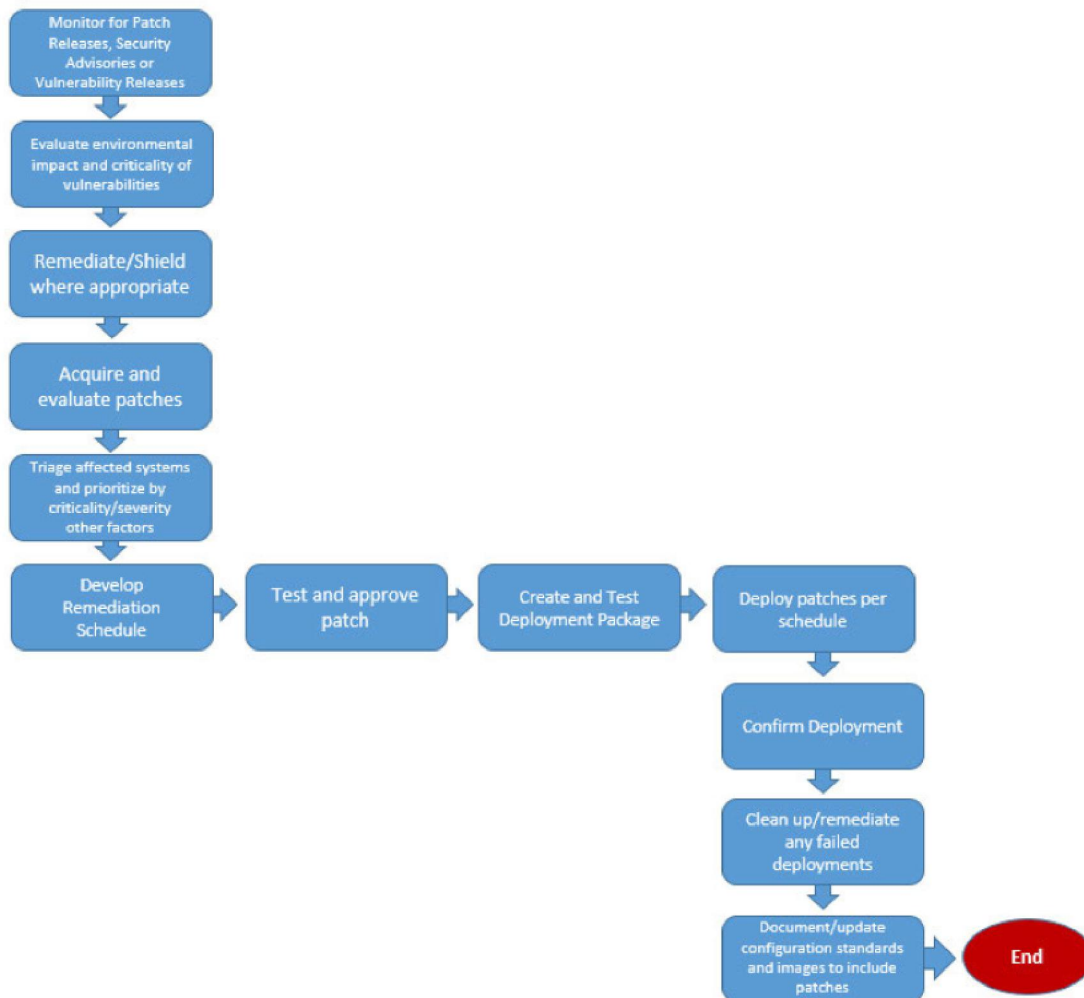 Monitor for Patch
Releases, Security
Advisories or
Vulnerability Releases
Evaluate environmental
impact and criticality of
vulnerabilities
Remediate/Shield
where appropriate
Acquire and
evaluate patches
Triage affected systems
and prioritize by
criticality/severity
other factors
Develop
Remediation
Schedule
Test and approve
patch
Create and Test
Deployment Package
Deploy patches per
schedule
Confirm Deployment
Clean up/remediate
any failed
deployments
Document/update
configuration standards
and images to include
patches
End